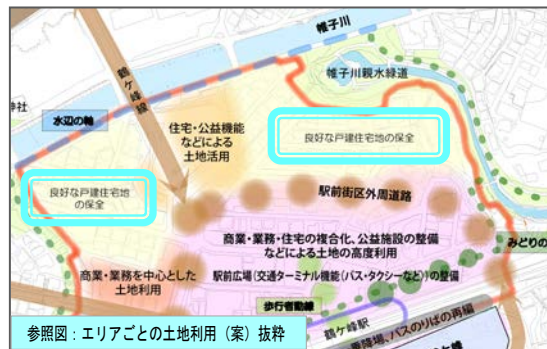 帷子川
鶴ケ峰
線
帷子川親水緑道
神社
水辺の軸
住宅・公益機能
などによる
土地活用
良好な戸建住宅地の保全
良好な戸建住宅地
の保全
駅前街区外周道路
商業・業務・住宅の複合化、公益施設の整備
などによる土地の高度利用
みどりの
商業・業務を中心とした
土地利用
駅前広場(交通ターミナル機能(バス・タクシーなど))の整備
歩行者動線
鶴ケ峰駅
降場、バスのりばの再編
参照図：エリアごとの土地利用（案）抜粋